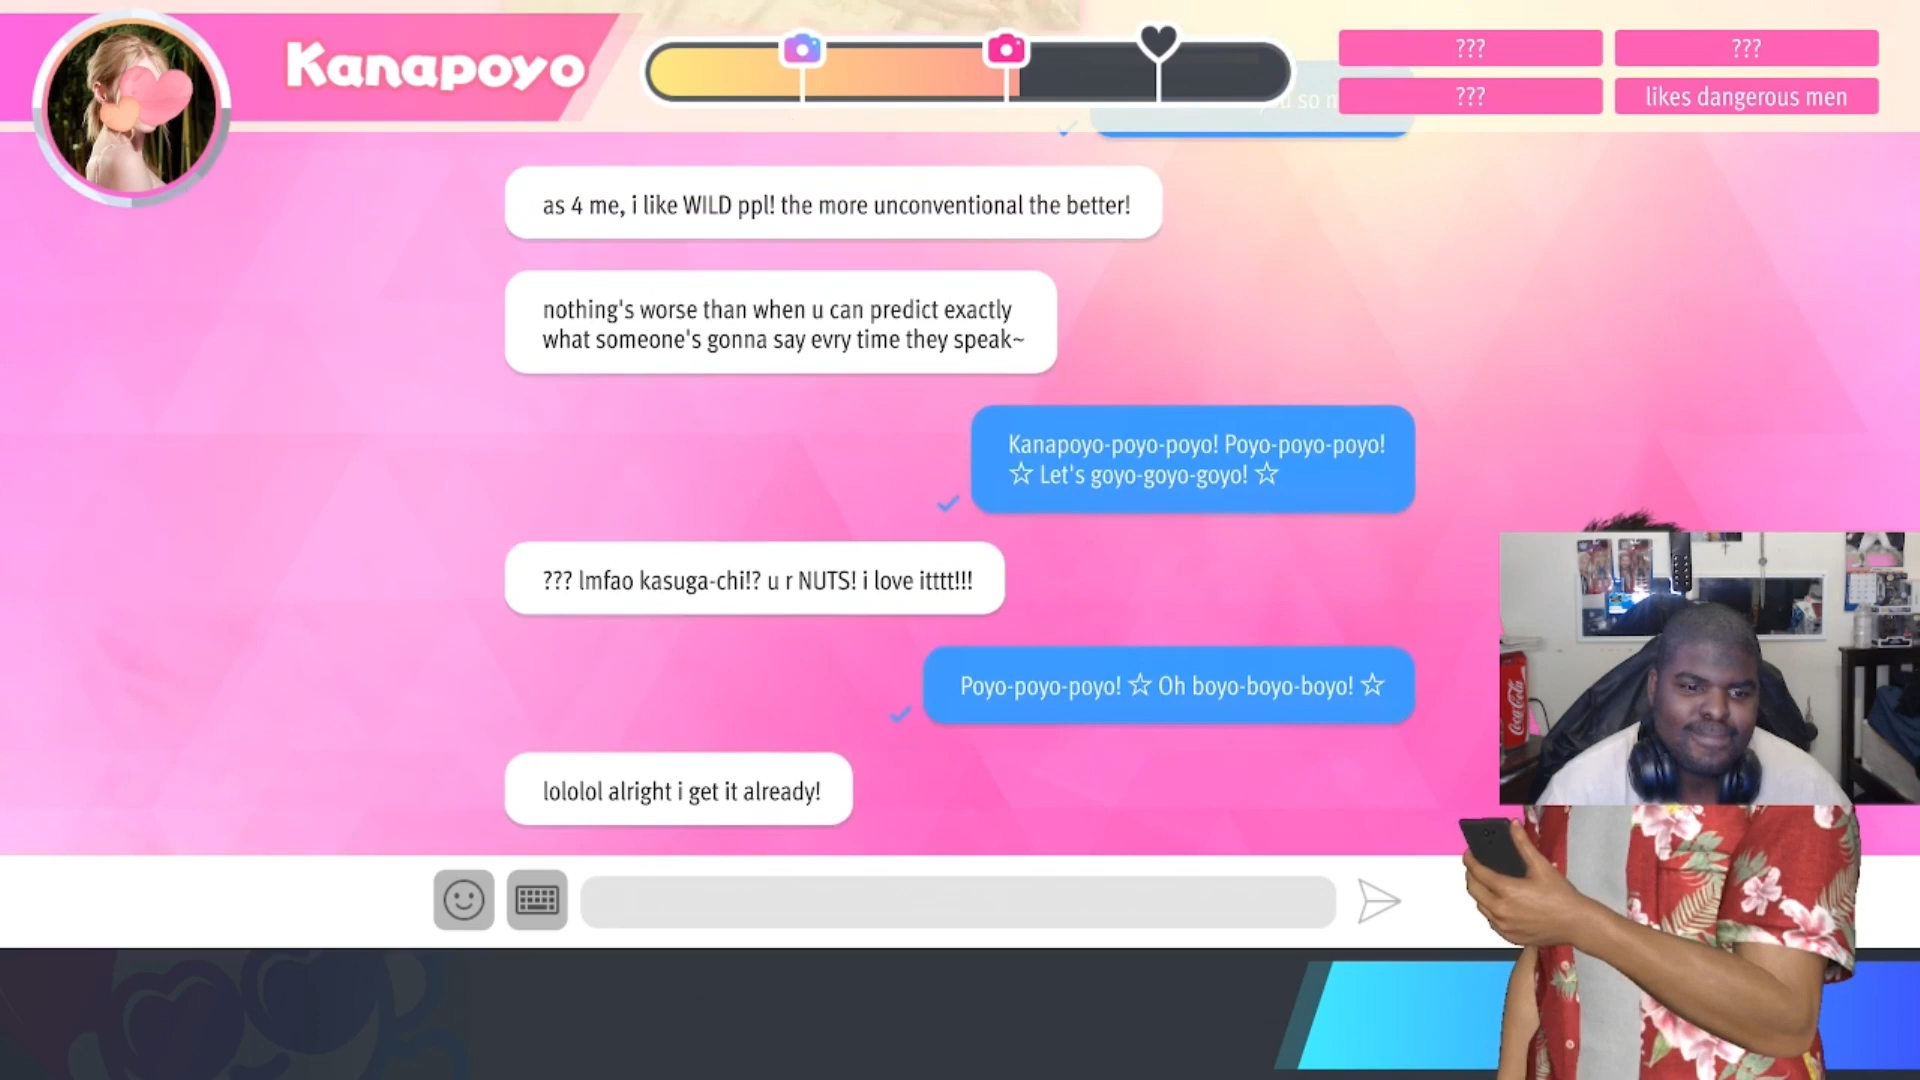 Kanapoyo
???
???
???
likes dangerous men
so
as 4 me, i like WILD ppl! the more unconventional the better!
nothing's worse than when u can predict exactly
what someone's gonna say evry time they speak~
Kanapoyo-poyo-poyo! Poyo-poyo-poyo!
☆ Let's goyo-goyo-goyo! ☆
??? lmfao kasuga-chi!? u r NUTS! i love itttt!!!
Poyo-poyo-poyo! ☆ Oh boyo-boyo-boyo! ☆
lololol alright i get it already!
Coca-Cola